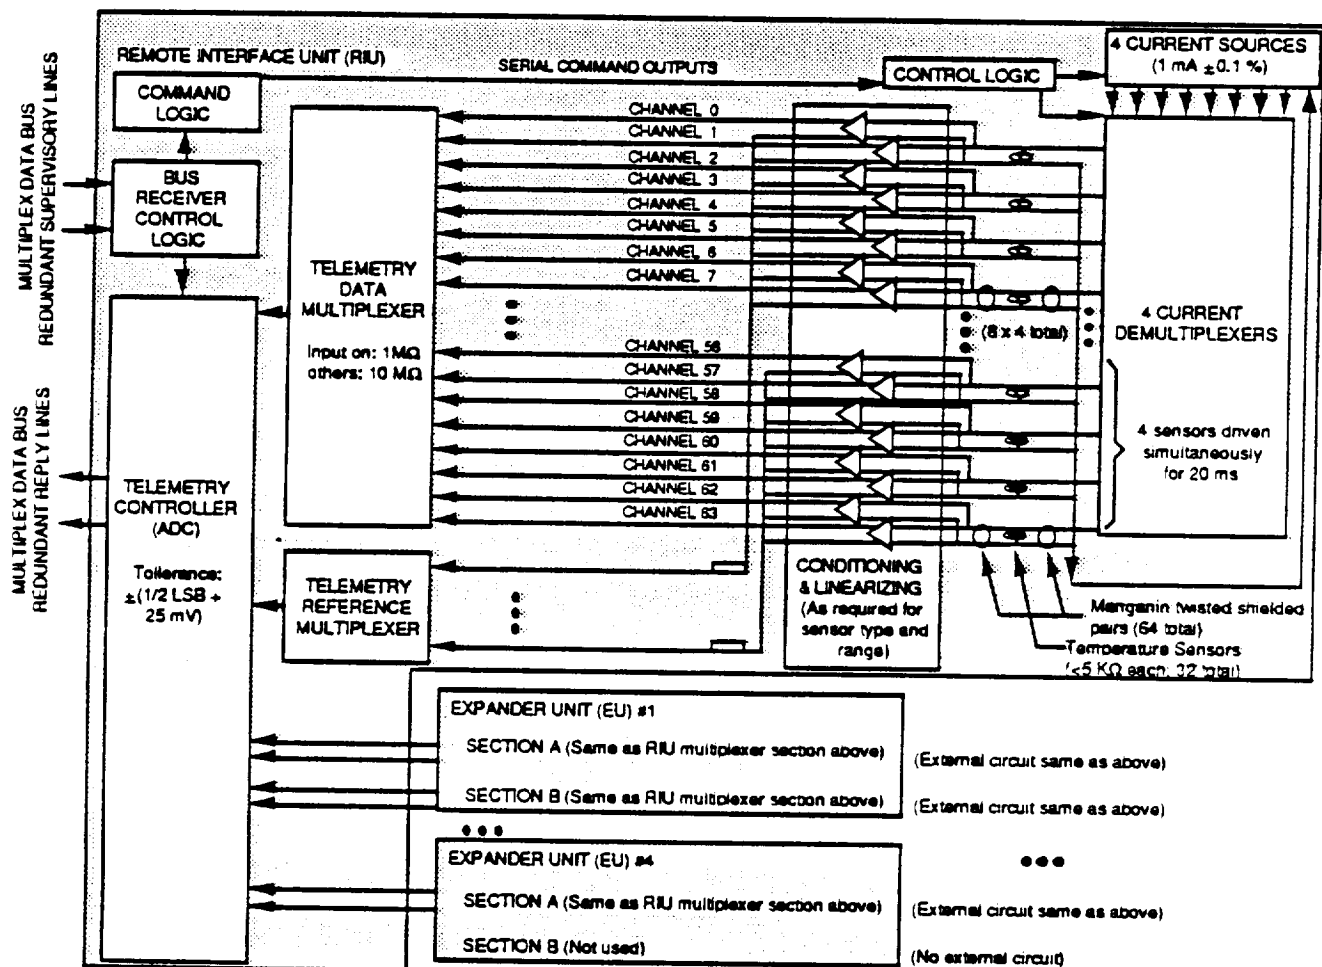 REMOTE INTERFACE UNIT (RIU)
SERIAL COMMAND OUTPUTS
CONTROL LOGIC
4 CURRENT SOURCES
(1 mA ±0.1 %)
COMMAND
LOGIC
BUS
RECEIVER
CONTROL
LOGIC
MULTIPLEX DATA BUS
REDUNDANT SUPERVISORY LINES
MULTIPLEX DATA BUS
REDUNDANT REPLY LINES
TELEMETRY
CONTROLLER
(ADC)
Tollerance:
±(1/2 LSB +
25 mV)
TELEMETRY
DATA
MULTIPLEXER
Input on: 1MΩ
others: 10 MΩ
TELEMETRY
REFERENCE
MULTIPLEXER
CHANNEL 0
CHANNEL 1
CHANNEL 2
CHANNEL 3
CHANNEL 4
CHANNEL 5
CHANNEL 6
CHANNEL 7
CHANNEL 56
CHANNEL 57
CHANNEL 58
CHANNEL 59
CHANNEL 60
CHANNEL 61
CHANNEL 62
CHANNEL 63
CONDITIONING
& LINEARIZING
(As required for
sensor type and
range)
(8 x 4 total)
4 CURRENT
DEMULTIPLEXERS
4 sensors driven
simultaneously
for 20 ms
Manganin twisted shielded
pairs (64 total)
Temperature Sensors
(<5 KΩ each; 32 total)
EXPANDER UNIT (EU) #1
SECTION A (Same as RIU multiplexer section above)
(External circuit same as above)
SECTION B (Same as RIU multiplexer section above)
(External circuit same as above)
EXPANDER UNIT (EU) #4
SECTION A (Same as RIU multiplexer section above)
(External circuit same as above)
SECTION B (Not used)
(No external circuit)